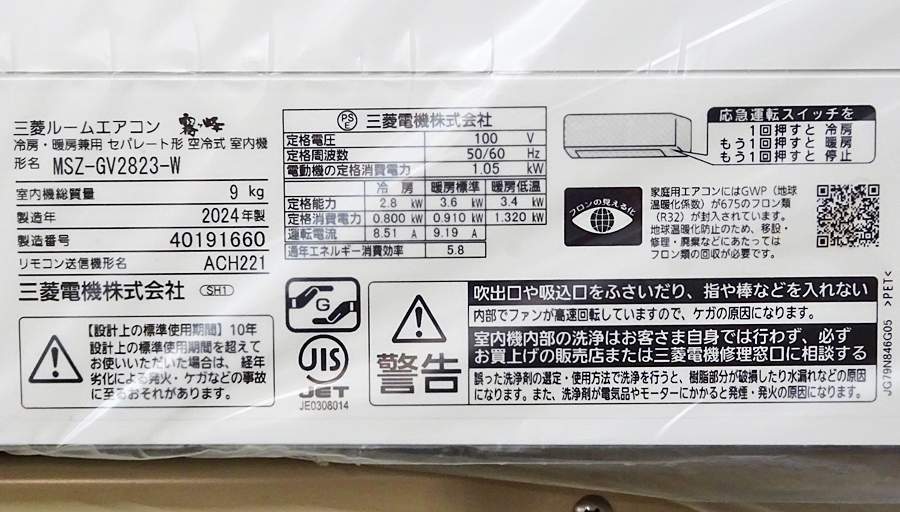 三菱ルームエアコン 霧ヶ峰
冷房・暖房兼用 セパレート形 空冷式 室内機
形名 MSZ-GV2823-W
室内機総質量 9 kg
製造年 2024年製
製造番号 40191660
リモコン送信機形名 ACH221
三菱電機株式会社 SH1
【設計上の標準使用期間】10年
設計上の標準使用期間を超えて
お使いいただいた場合は、経年
劣化による発火・ケガなどの事故
に至るおそれがあります。
PSE 三菱電機株式会社
定格電圧 100 V
定格周波数 50/60 Hz
電動機の定格消費電力 1.05 kW
冷房 暖房標準 暖房低温
定格能力 2.8 kW 3.6 kW 3.4 kW
定格消費電力 0.800 kW 0.910 kW 1.320 kW
運転電流 8.51 A 9.19 A
通年エネルギー消費効率 5.8
G
JIS
JET
JE0308014
応急運転スイッチを
1回押すと 冷房
もう1回押すと 暖房
もう1回押すと 停止
フロンの見える化
家庭用エアコンにはGWP（地球
温暖化係数）が675のフロン類
（R32）が封入されています。
地球温暖化防止のため、移設・
修理・廃棄などにあたっては
フロン類の回収が必要です。
警告
吹出口や吸込口をふさいだり、指や棒などを入れない
内部でファンが高速回転していますので、ケガの原因になります。
室内機内部の洗浄はお客さま自身では行わず、必ず
お買上げの販売店または三菱電機修理窓口に相談する
誤った洗浄剤の選定・使用方法で洗浄を行うと、樹脂部分が破損したり水漏れなどの原因
になります。また、洗浄剤が電気品やモーターにかかると発煙・発火の原因になります。
JG79N846G05 >PET<